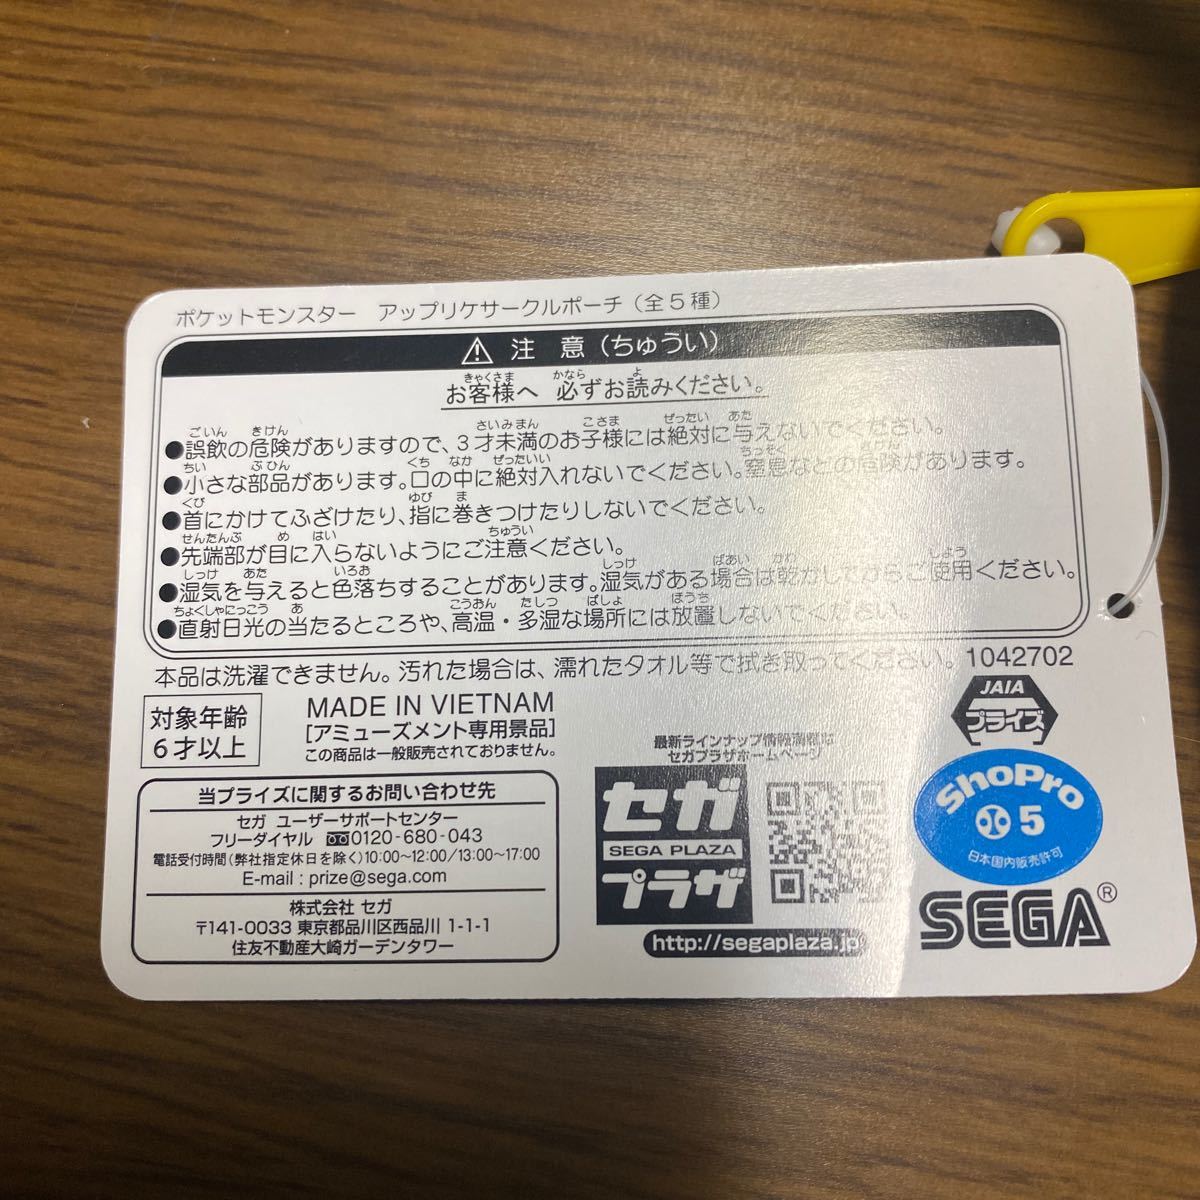 ポケットモンスター　アップリケサークルポーチ（全５種）
注意（ちゅうい）
お客様へ 必ずお読みください。
●誤飲の危険がありますので、3才未満のお子様には絶対に与えないでください。
●小さな部品があります。口の中に絶対入れないでください。窒息などの危険があります。
●首にかけてふざけたり、指に巻きつけたりしないでください。
●先端部が目に入らないようにご注意ください。
●湿気を与えると色落ちすることがあります。湿気がある場合は乾かしてからご使用ください。
●直射日光の当たるところや、高温・多湿な場所には放置しないでください。
本品は洗濯できません。汚れた場合は、濡れたタオル等で拭き取ってください。 1042702
対象年齢
6才以上
MADE IN VIETNAM
[アミューズメント専用景品]
この商品は一般販売されておりません。
当プライズに関するお問い合わせ先
セガ ユーザーサポートセンター
フリーダイヤル 0120-680-043
電話受付時間（弊社指定休日を除く）10:00～12:00/13:00～17:00
E-mail : prize@sega.com
株式会社 セガ
〒141-0033 東京都品川区西品川 1-1-1
住友不動産大崎ガーデンタワー
最新ラインナップ情報満載な
セガプラザホームページ
セガ
SEGA PLAZA
プラザ
http://segaplaza.jp
JAIA
プライズ
ShoPro
5
日本国内販売許可
SEGA®